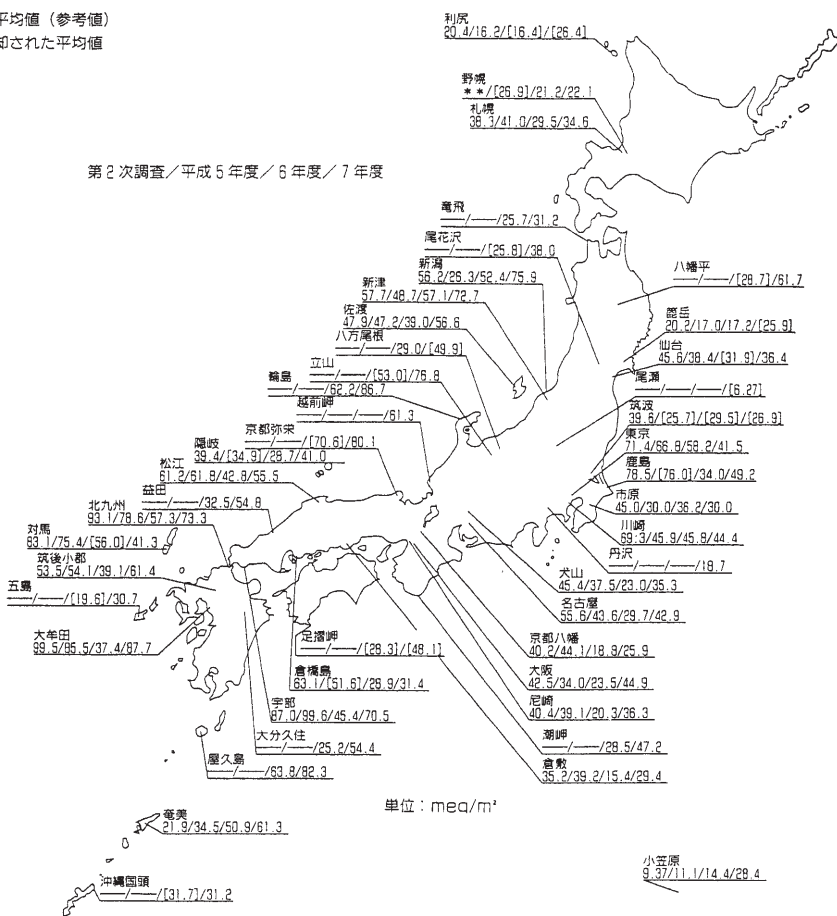 平均値（参考値）
却された平均値
第２次調査／平成５年度／６年度／７年度
利尻
20.4/16.2/[16.4]/[26.4]
野幌
＊＊/[26.9]/21.2/22.1
札幌
38.3/41.0/29.5/34.6
竜飛
——/——/25.7/31.2
尾花沢
——/——/[25.8]/38.0
新潟
56.2/26.3/52.4/75.9
新津
57.7/48.7/57.1/72.7
佐渡
47.9/47.2/39.0/56.6
八方尾根
——/——/29.0/[49.9]
立山
——/——/[53.0]/76.8
輪島
——/——/62.2/86.7
越前岬
——/——/——/61.3
京都弥栄
——/——/[70.6]/80.1
隠岐
39.4/[34.9]/28.7/41.0
松江
61.2/61.8/42.8/55.5
益田
——/——/32.5/54.8
北九州
93.1/78.6/57.3/73.3
対馬
83.1/75.4/[56.0]/41.3
筑後小郡
53.5/54.1/39.1/61.4
五島
——/——/[19.6]/30.7
大牟田
99.5/85.5/37.4/87.7
八幡平
——/——/[28.7]/61.7
箆岳
20.2/17.0/17.2/[25.9]
仙台
45.6/38.4/[31.9]/36.4
尾瀬
——/——/——/[6.27]
筑波
39.6/[25.7]/[29.5]/[26.9]
東京
71.4/66.8/58.2/41.5
鹿島
78.5/[76.0]/34.0/49.2
市原
45.0/30.0/36.2/30.0
川崎
69.3/45.9/45.8/44.4
丹沢
——/——/——/18.7
犬山
45.4/37.5/23.0/35.3
名古屋
55.6/43.6/29.7/42.9
京都八幡
40.2/44.1/18.8/25.9
大阪
42.5/34.0/23.5/44.9
尼崎
40.4/39.1/20.3/36.3
潮岬
——/——/28.5/47.2
倉敷
35.2/39.2/15.4/29.4
足摺岬
——/——/[28.3]/[48.1]
倉橋島
63.1/[51.6]/26.9/31.4
宇部
87.0/99.6/45.4/70.5
大分久住
——/——/25.2/54.4
屋久島
——/——/63.8/82.3
単位：meq/m²
奄美
21.9/34.5/50.9/61.3
沖縄国頭
——/——/[31.7]/31.2
小笠原
9.37/11.1/14.4/28.4